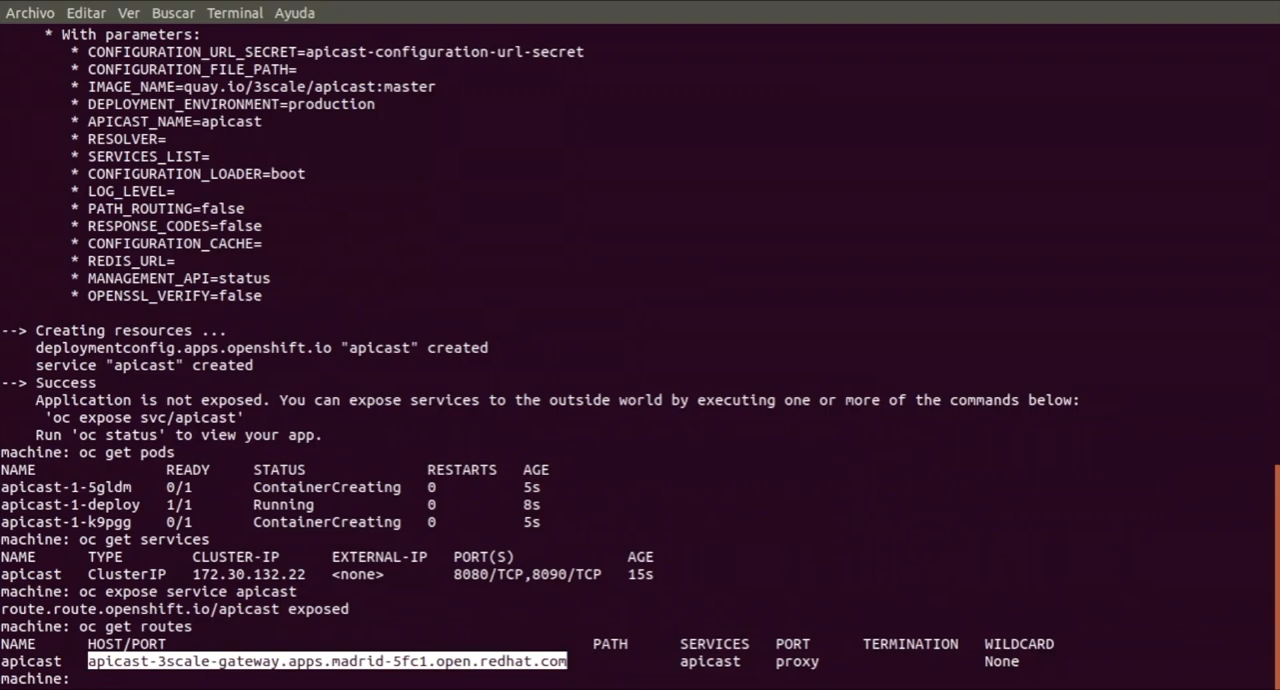 Archivo Editar Ver Buscar Terminal Ayuda
* With parameters:
* CONFIGURATION_URL_SECRET=apicast-configuration-url-secret
* CONFIGURATION_FILE_PATH=
* IMAGE_NAME=quay.io/3scale/apicast:master
* DEPLOYMENT_ENVIRONMENT=production
* APICAST_NAME=apicast
* RESOLVER=
* SERVICES_LIST=
* CONFIGURATION_LOADER=boot
* LOG_LEVEL=
* PATH_ROUTING=false
* RESPONSE_CODES=false
* CONFIGURATION_CACHE=
* REDIS_URL=
* MANAGEMENT_API=status
* OPENSSL_VERIFY=false
--> Creating resources ...
deploymentconfig.apps.openshift.io "apicast" created
service "apicast" created
--> Success
Application is not exposed. You can expose services to the outside world by executing one or more of the commands below:
'oc expose svc/apicast'
Run 'oc status' to view your app.
machine: oc get pods
NAME READY STATUS RESTARTS AGE
apicast-1-5gldm 0/1 ContainerCreating 0 5s
apicast-1-deploy 1/1 Running 0 8s
apicast-1-k9pgg 0/1 ContainerCreating 0 5s
machine: oc get services
NAME TYPE CLUSTER-IP EXTERNAL-IP PORT(S) AGE
apicast ClusterIP 172.30.132.22 <none> 8080/TCP,8090/TCP 15s
machine: oc expose service apicast
route.route.openshift.io/apicast exposed
machine: oc get routes
NAME HOST/PORT PATH SERVICES PORT TERMINATION WILDCARD
apicast apicast-3scale-gateway.apps.madrid-5fc1.open.redhat.com apicast proxy None
machine: